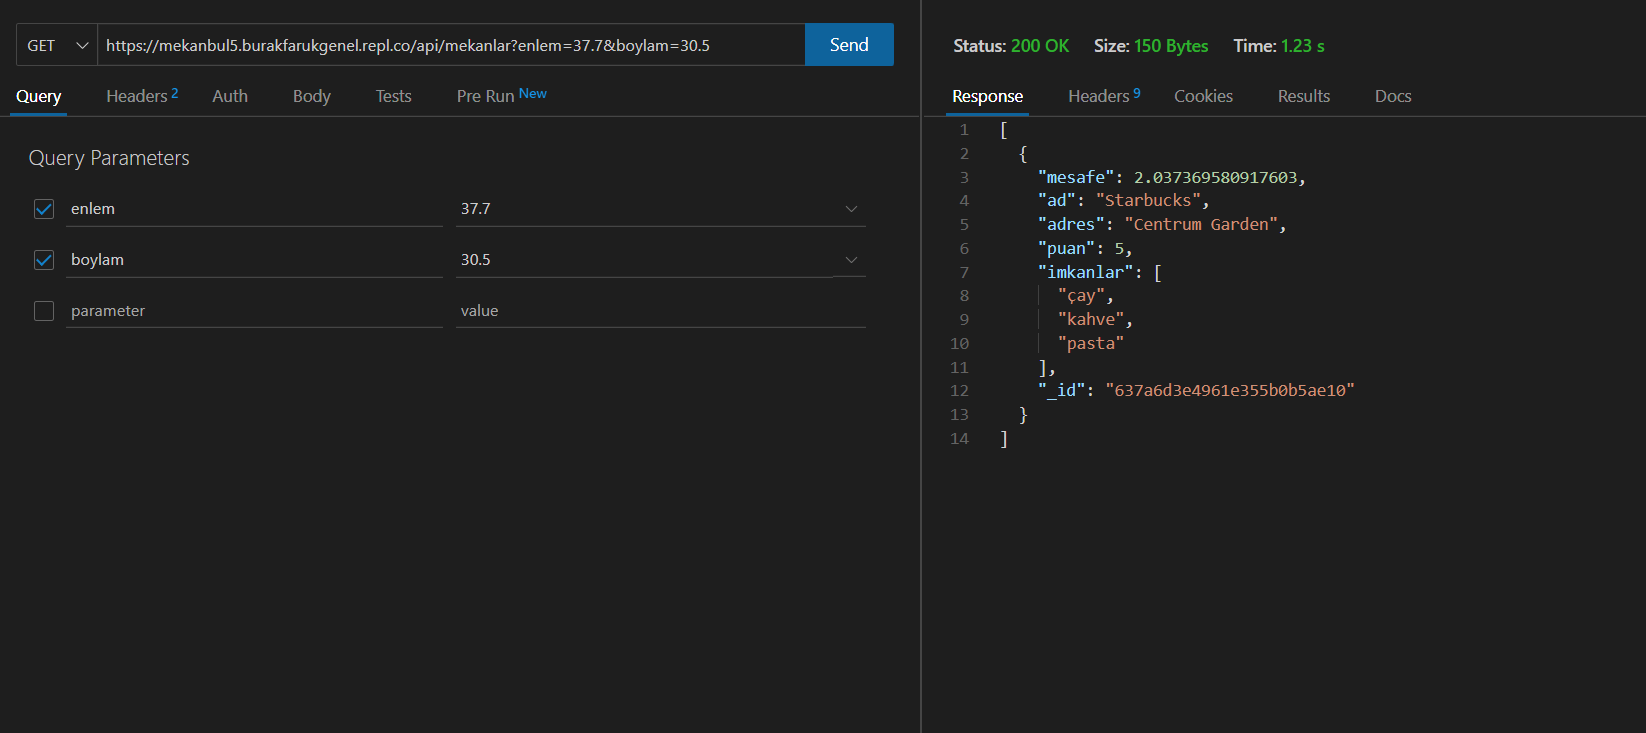 GET https://mekanbul5.burakfarukgenel.repl.co/api/mekanlar?enlem=37.7&boylam=30.5 Send
Query Headers 2 Auth Body Tests Pre Run New
Query Parameters
enlem 37.7
boylam 30.5
parameter value
Status: 200 OK Size: 150 Bytes Time: 1.23 s
Response Headers 9 Cookies Results Docs
1 [
2 {
3 "mesafe": 2.037369580917603,
4 "ad": "Starbucks",
5 "adres": "Centrum Garden",
6 "puan": 5,
7 "imkanlar": [
8 "çay",
9 "kahve",
10 "pasta"
11 ],
12 "_id": "637a6d3e4961e355b0b5ae10"
13 }
14 ]